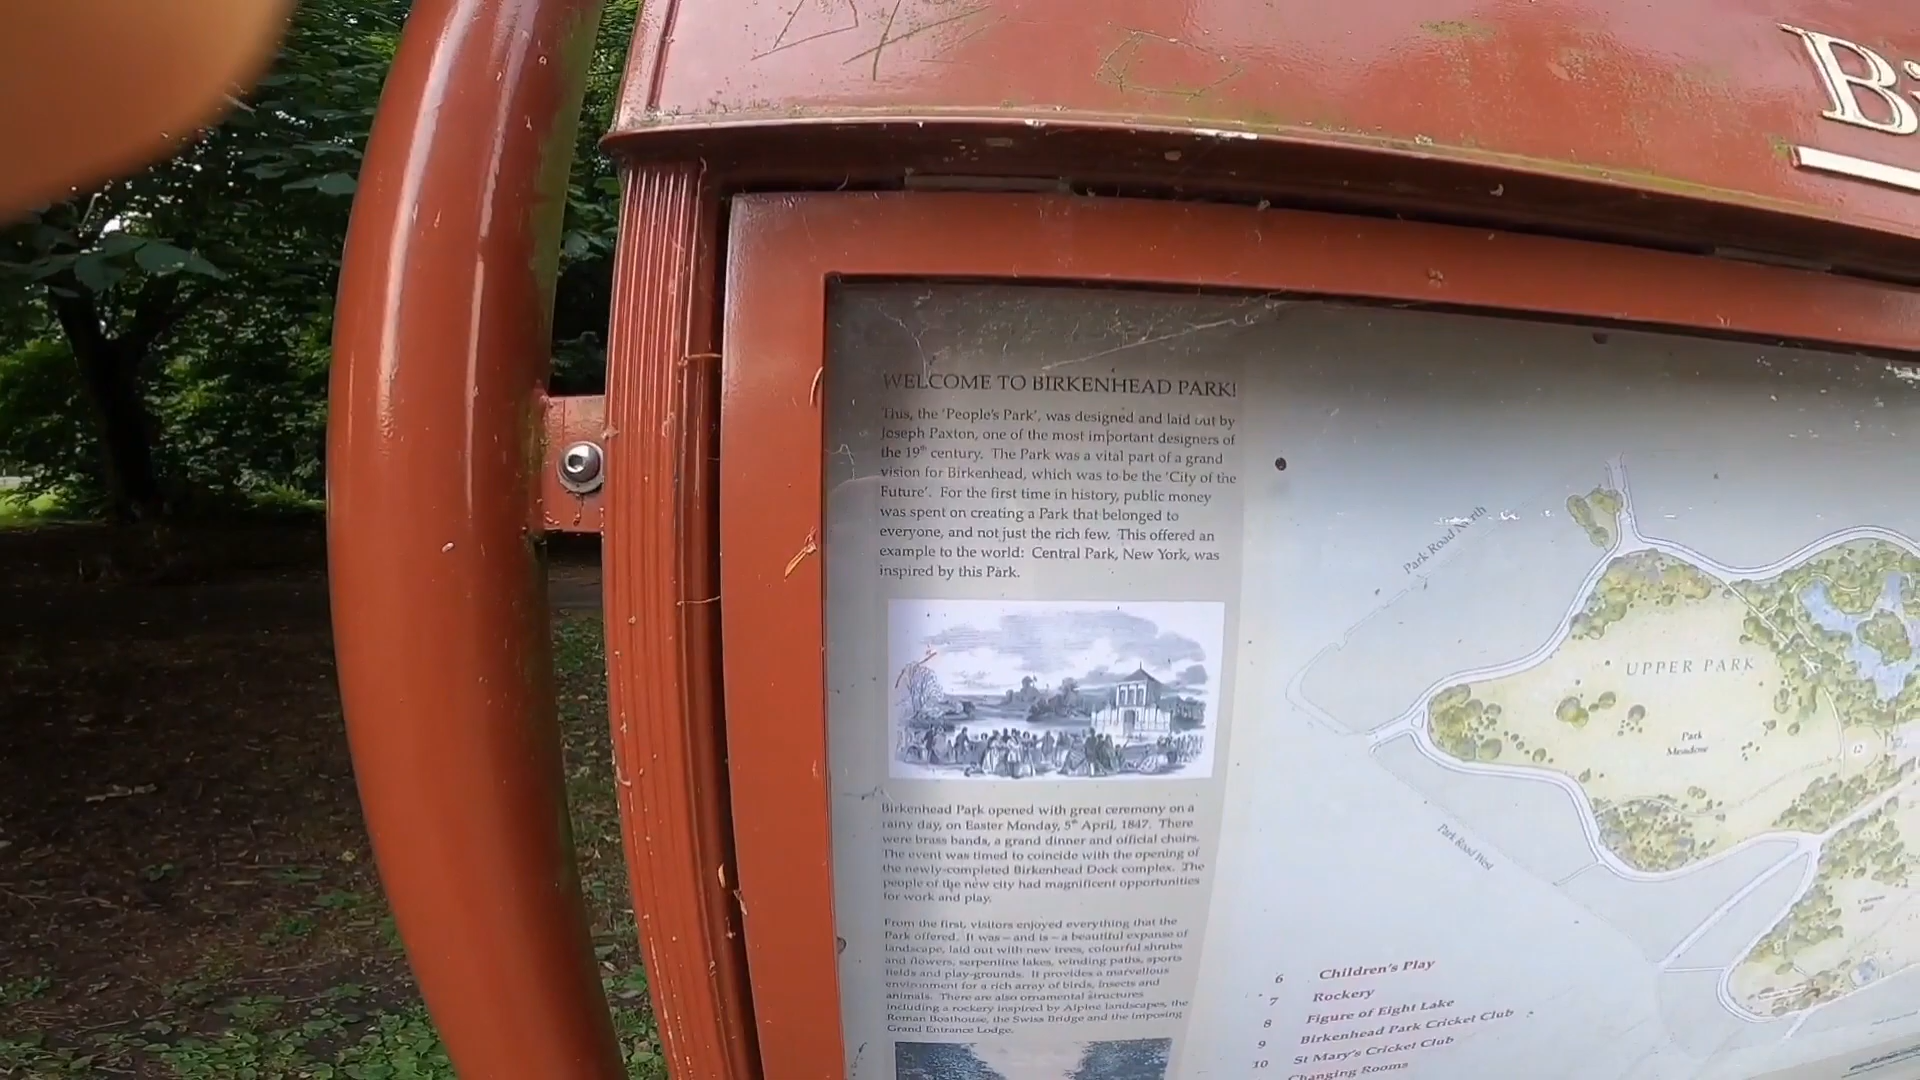 Bi
WELCOME TO BIRKENHEAD PARK!
This, the 'People's Park', was designed and laid out by
Joseph Paxton, one of the most important designers of
the 19th century. The Park was a vital part of a grand
vision for Birkenhead, which was to be the 'City of the
Future'. For the first time in history, public money
was spent on creating a Park that belonged to
everyone, and not just the rich few. This offered an
example to the world: Central Park, New York, was
inspired by this Park.
Birkenhead Park opened with great ceremony on a
rainy day, on Easter Monday, 5th April, 1847. There
were brass bands, a grand dinner and official choirs.
The event was timed to coincide with the opening of
the newly-completed Birkenhead Dock complex. The
people of the new city had magnificent opportunities
for work and play.
From the first, visitors enjoyed everything that the
Park offered. It was – and is – a beautiful expanse of
landscape, laid out with new trees, colourful shrubs
and flowers, serpentine lakes, winding paths, sports
fields and play-grounds. It provides a marvellous
environment for a rich array of birds, insects and
animals. There are also ornamental structures
including a rockery inspired by Alpine landscapes, the
Roman Boathouse, the Swiss Bridge and the imposing
Grand Entrance Lodge.
Park Road North
UPPER PARK
Park
Meadow
12
Park Road West
6 Children's Play
7 Rockery
8 Figure of Eight Lake
9 Birkenhead Park Cricket Club
10 St Mary's Cricket Club
Changing Rooms